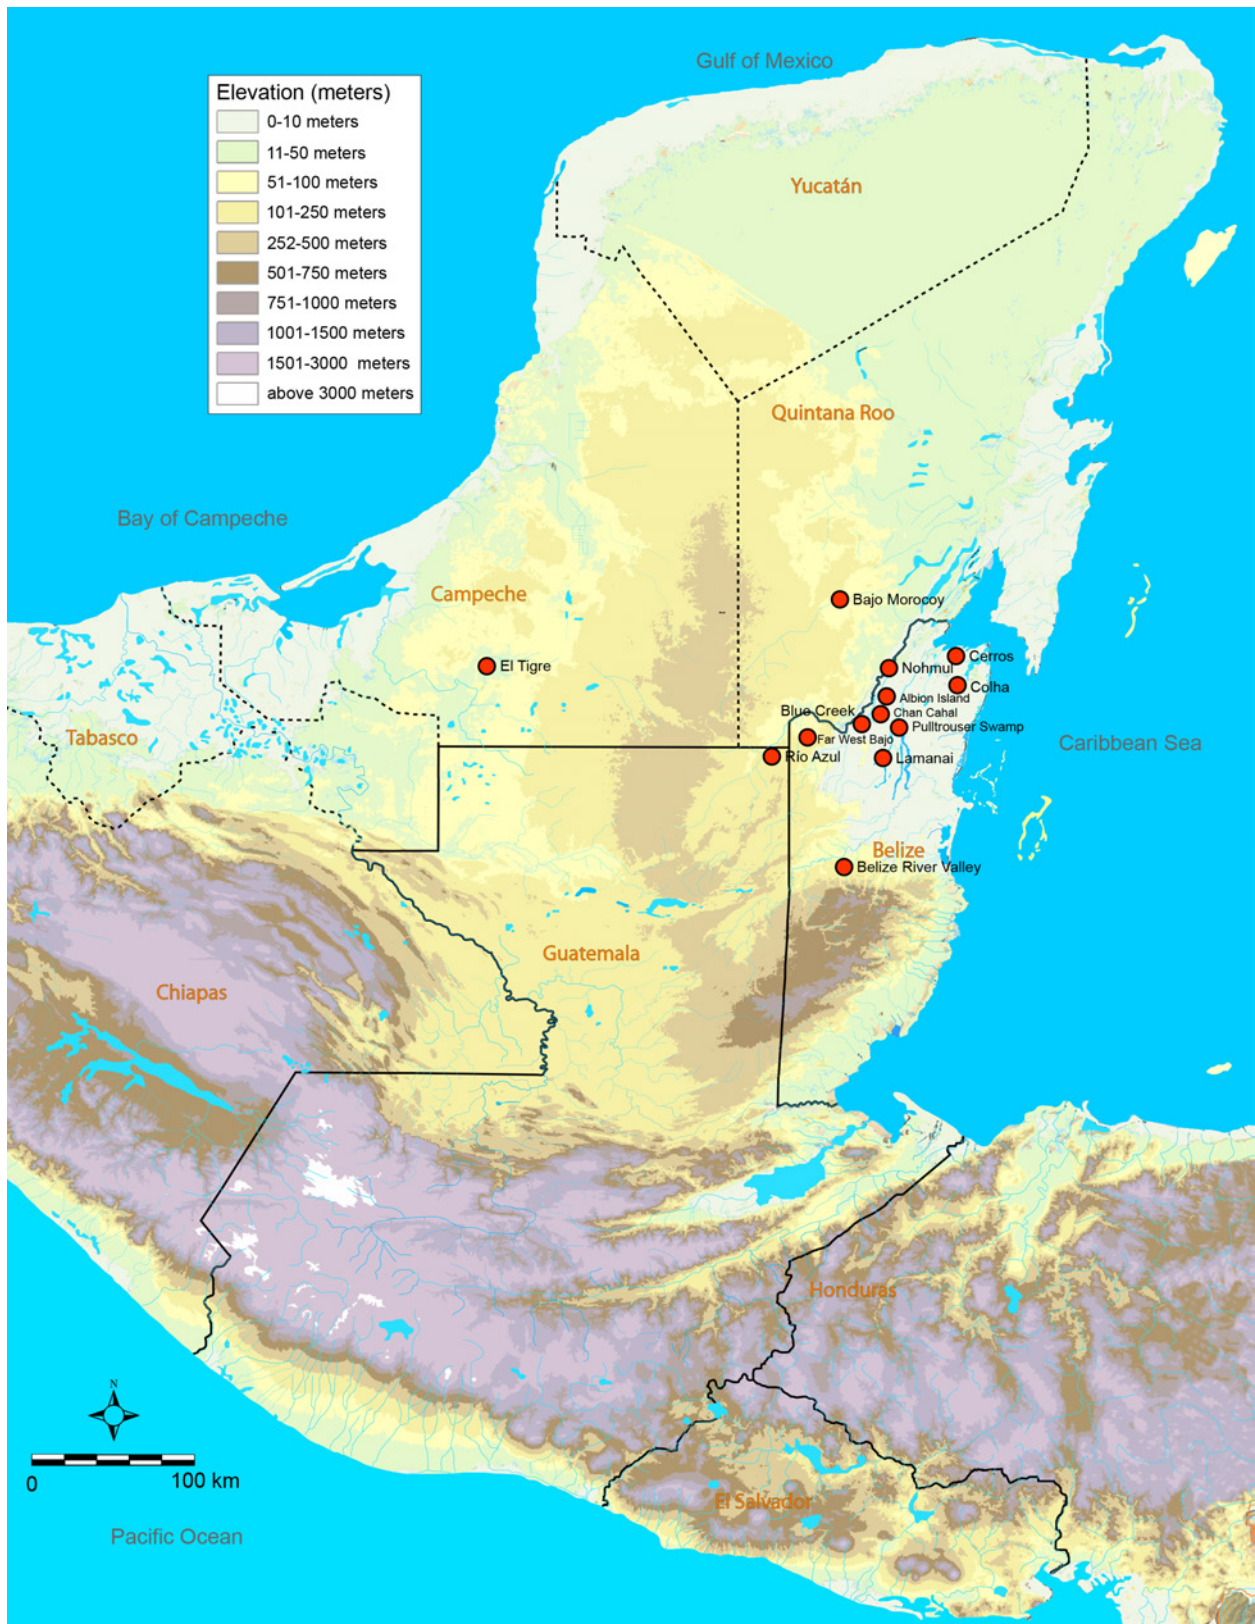 Gulf of Mexico
Elevation (meters)
0-10 meters
11-50 meters
51-100 meters
101-250 meters
252-500 meters
501-750 meters
751-1000 meters
1001-1500 meters
1501-3000 meters
above 3000 meters
Yucatán
Quintana Roo
Bay of Campeche
Campeche
Bajo Morocoy
El Tigre
Cerros
Nohmul
Colha
Albion Island
Blue Creek
Chan Cahal
Pulltrouser Swamp
Far West Bajo
Tabasco
Caribbean Sea
Río Azul
Lamanai
Belize
Belize River Valley
Guatemala
Chiapas
Honduras
N
0
100 km
El Salvador
Pacific Ocean